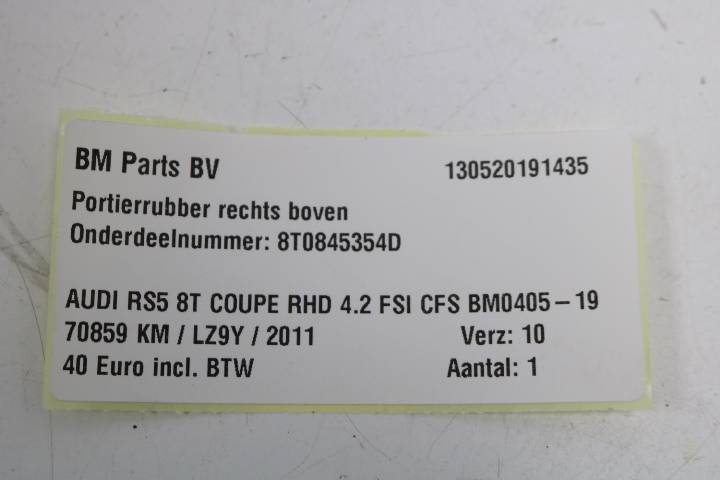 BM Parts BV 130520191435
Portierrubber rechts boven
Onderdeelnummer: 8T0845354D
AUDI RS5 8T COUPE RHD 4.2 FSI CFS BM0405-19
70859 KM / LZ9Y / 2011 Verz: 10
40 Euro incl. BTW Aantal: 1